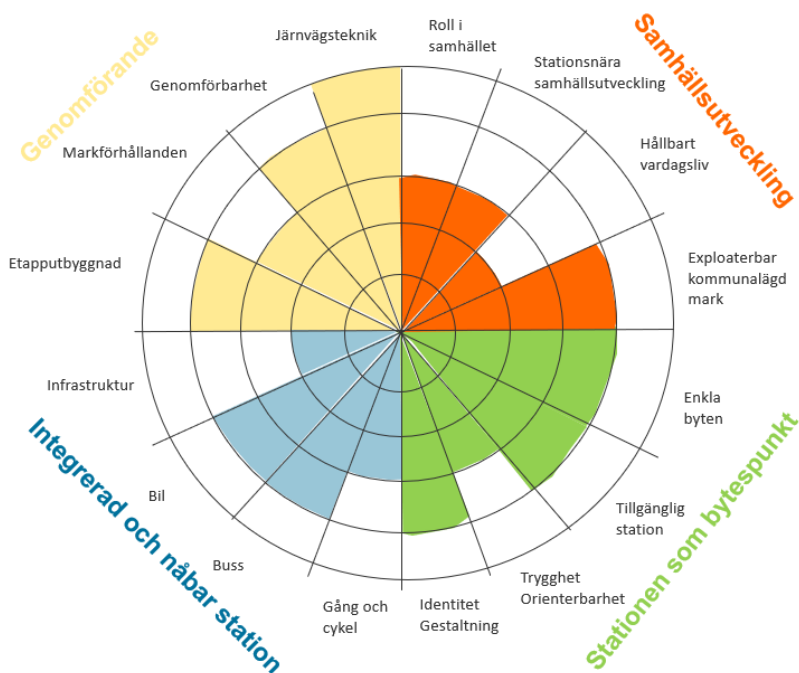 Järnvägsteknik
Roll i
samhället
Stationsnära
samhällsutveckling
Samhällsutveckling
Hållbart
vardagsliv
Exploaterbar
kommunalägd
mark
Enkla
byten
Tillgänglig
station
Stationen som bytespunkt
Trygghet
Orienterbarhet
Identitet
Gestaltning
Gång och
cykel
Buss
Bil
Integrerad och nåbar station
Infrastruktur
Etapputbyggnad
Markförhållanden
Genomförbarhet
Genomförande